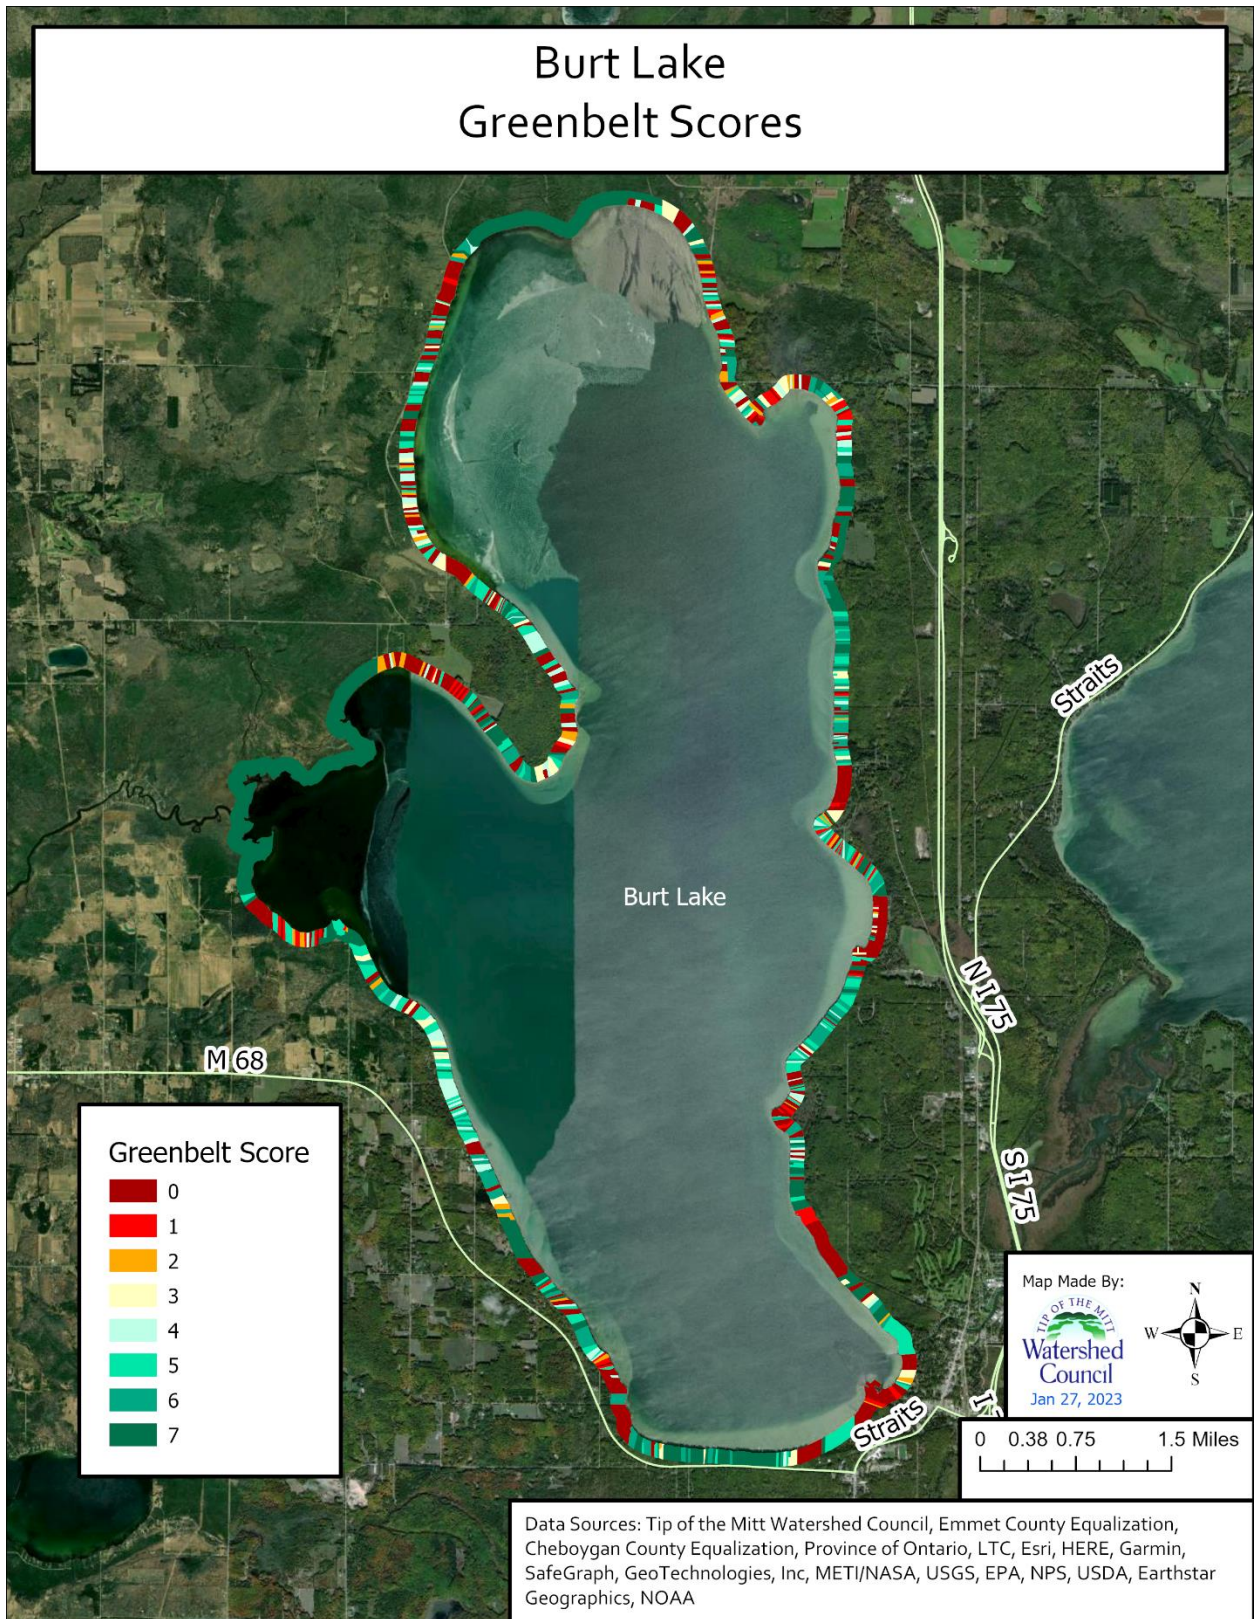 Burt Lake
Greenbelt Scores
Straits
Burt Lake
N I 75
M 68
S I 75
Greenbelt Score
0
1
2
3
4
5
6
7
Map Made By:
TIP OF THE MITT
Watershed
Council
Jan 27, 2023
N
W E
S
Straits
0 0.38 0.75 1.5 Miles
Data Sources: Tip of the Mitt Watershed Council, Emmet County Equalization,
Cheboygan County Equalization, Province of Ontario, LTC, Esri, HERE, Garmin,
SafeGraph, GeoTechnologies, Inc, METI/NASA, USGS, EPA, NPS, USDA, Earthstar
Geographics, NOAA